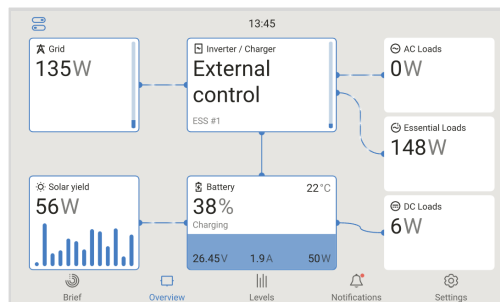 13:45
Grid
135W
Inverter / Charger
External
control
ESS #1
AC Loads
0W
Essential Loads
148W
Solar yield
56W
Battery
22°C
38%
Charging
26.45V 1.9A 50W
DC Loads
6W
Brief Overview Levels Notifications Settings